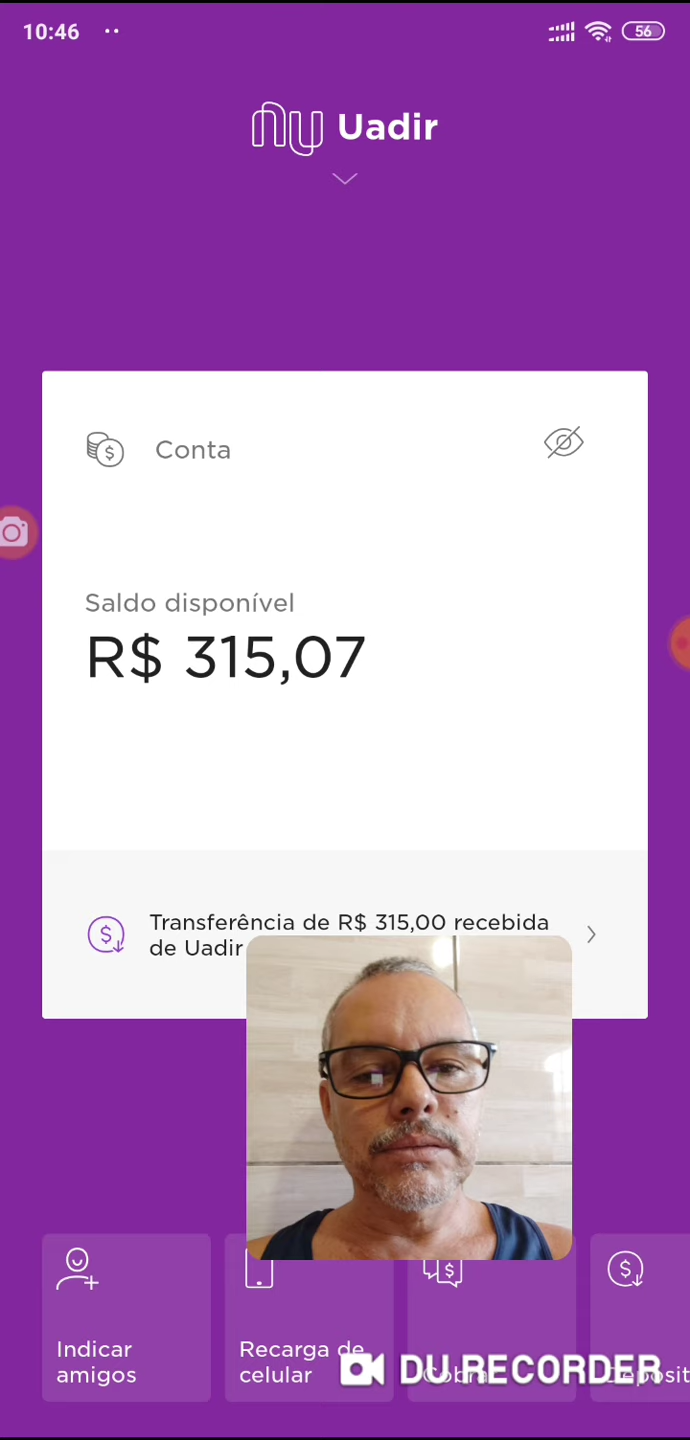 10:46
56
nu Uadir
Conta
Saldo disponível
R$ 315,07
Transferência de R$ 315,00 recebida
de Uadir
Indicar
amigos
Recarga de
celular
DU RECORDER